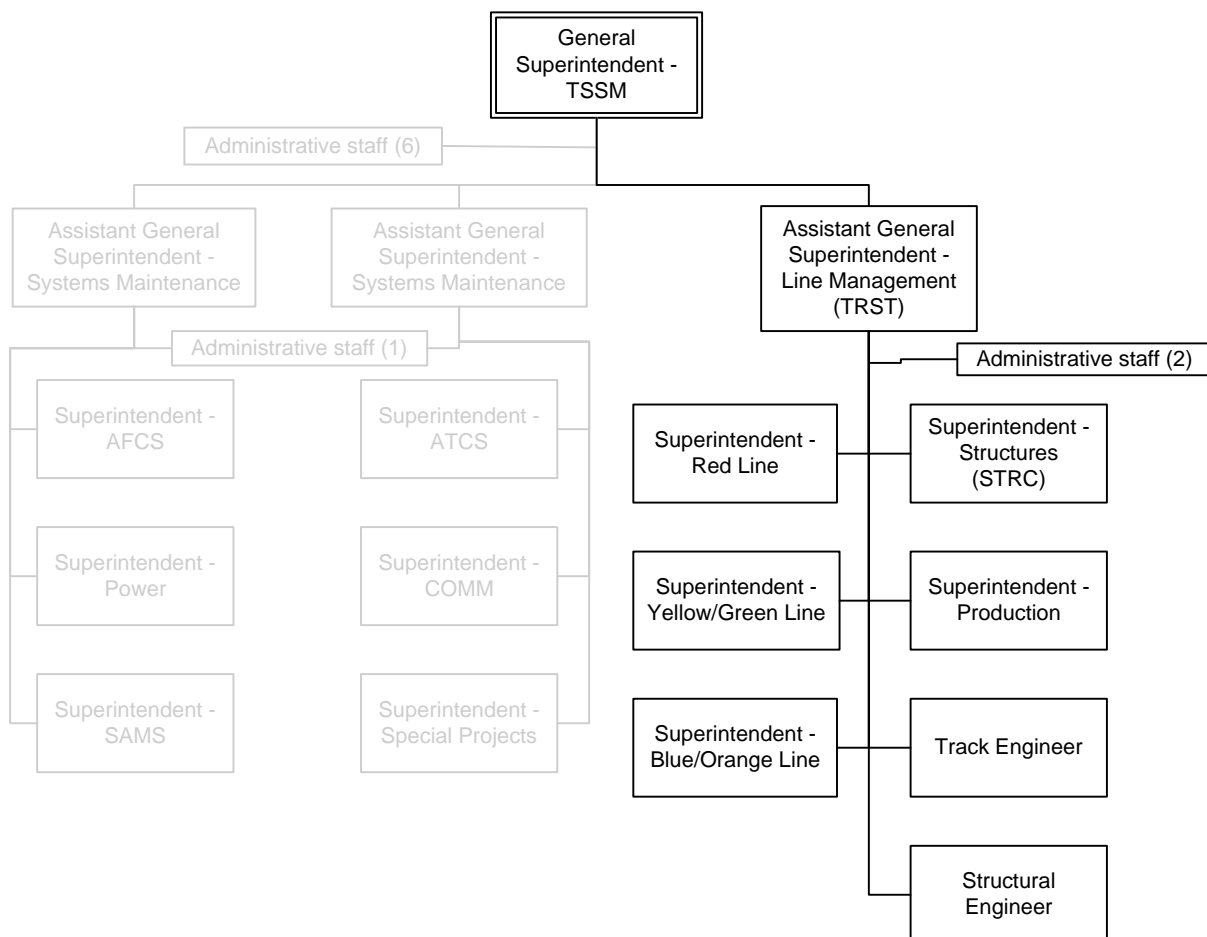 General
Superintendent -
TSSM
Administrative staff (6)
Assistant General
Superintendent -
Systems Maintenance
Assistant General
Superintendent -
Systems Maintenance
Assistant General
Superintendent -
Line Management
(TRST)
Administrative staff (1)
Administrative staff (2)
Superintendent -
AFCS
Superintendent -
ATCS
Superintendent -
Red Line
Superintendent -
Structures
(STRC)
Superintendent -
Power
Superintendent -
COMM
Superintendent -
Yellow/Green Line
Superintendent -
Production
Superintendent -
SAMS
Superintendent -
Special Projects
Superintendent -
Blue/Orange Line
Track Engineer
Structural
Engineer